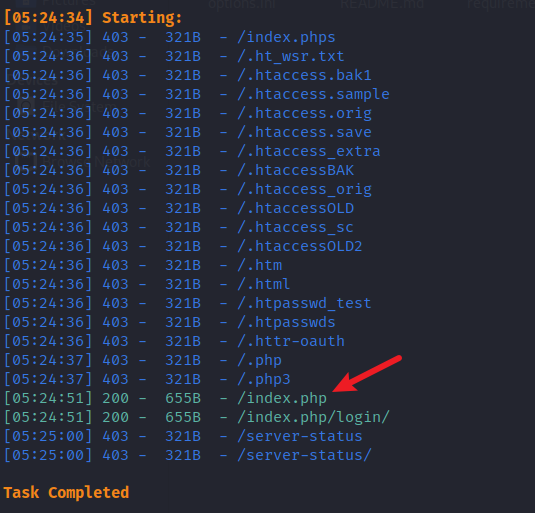 options.ini README.md
[05:24:34] Starting:
[05:24:35] 403 - 321B - /index.phps
[05:24:36] 403 - 321B - /.ht_wsr.txt
[05:24:36] 403 - 321B - /.htaccess.bak1
[05:24:36] 403 - 321B - /.htaccess.sample
[05:24:36] 403 - 321B - /.htaccess.orig
[05:24:36] 403 - 321B - /.htaccess.save
[05:24:36] 403 - 321B - /.htaccess_extra
[05:24:36] 403 - 321B - /.htaccessBAK
[05:24:36] 403 - 321B - /.htaccess_orig
[05:24:36] 403 - 321B - /.htaccessOLD
[05:24:36] 403 - 321B - /.htaccess_sc
[05:24:36] 403 - 321B - /.htaccessOLD2
[05:24:36] 403 - 321B - /.htm
[05:24:36] 403 - 321B - /.html
[05:24:36] 403 - 321B - /.htpasswd_test
[05:24:36] 403 - 321B - /.htpasswds
[05:24:36] 403 - 321B - /.httr-oauth
[05:24:37] 403 - 321B - /.php
[05:24:37] 403 - 321B - /.php3
[05:24:51] 200 - 655B - /index.php
[05:24:51] 200 - 655B - /index.php/login/
[05:25:00] 403 - 321B - /server-status
[05:25:00] 403 - 321B - /server-status/
Task Completed